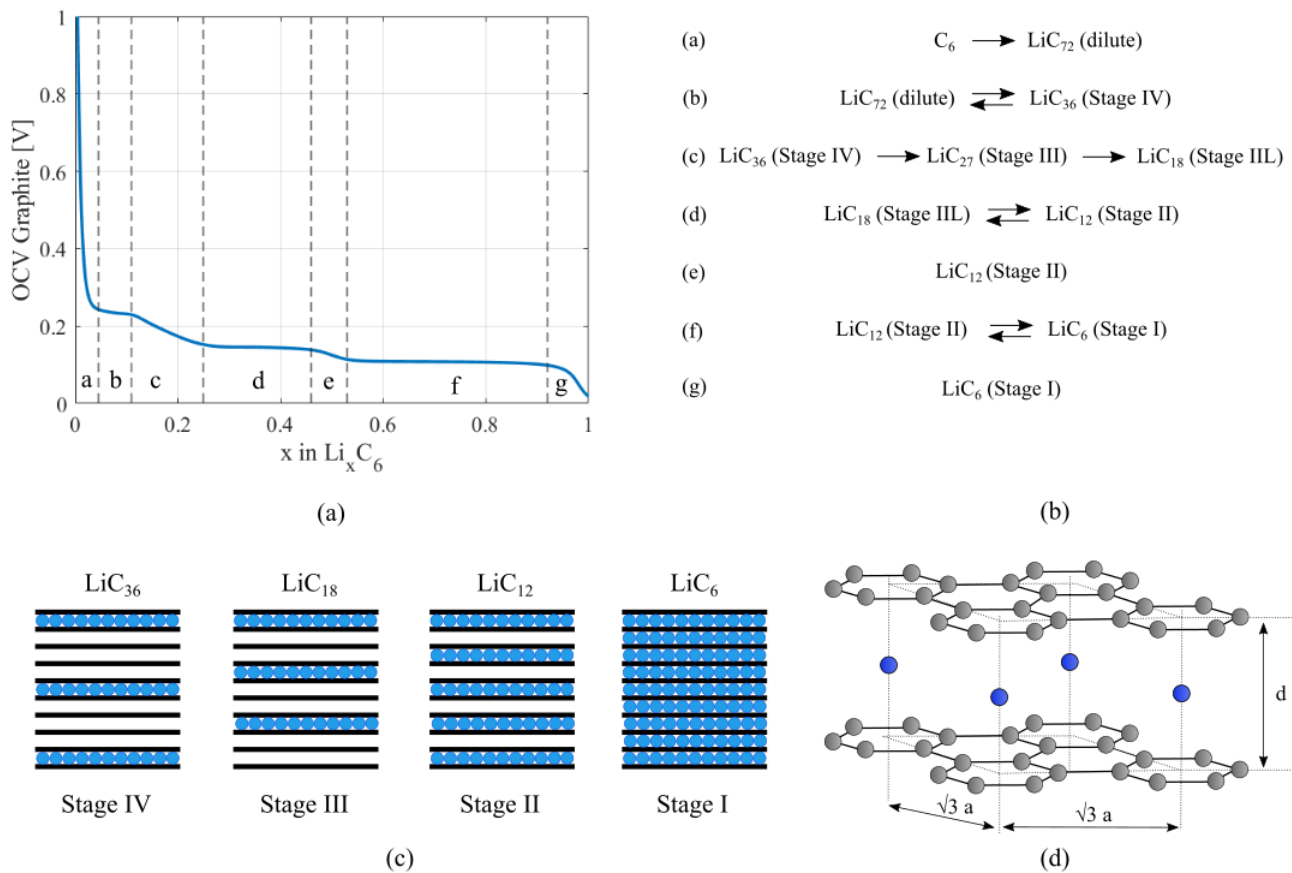 1
0.8
0.6
0.4
0.2
0
OCV Graphite [V]
a b c d e f g
0 0.2 0.4 0.6 0.8 1
x in LiₓC₆
(a)
(a) C₆ ⟶ LiC₇₂ (dilute)
(b) LiC₇₂ (dilute) ⇄ LiC₃₆ (Stage IV)
(c) LiC₃₆ (Stage IV) ⟶ LiC₂₇ (Stage III) ⟶ LiC₁₈ (Stage IIL)
(d) LiC₁₈ (Stage IIL) ⇄ LiC₁₂ (Stage II)
(e) LiC₁₂ (Stage II)
(f) LiC₁₂ (Stage II) ⇄ LiC₆ (Stage I)
(g) LiC₆ (Stage I)
(b)
LiC₃₆ LiC₁₈ LiC₁₂ LiC₆
Stage IV Stage III Stage II Stage I
(c)
d
√3 a √3 a
(d)